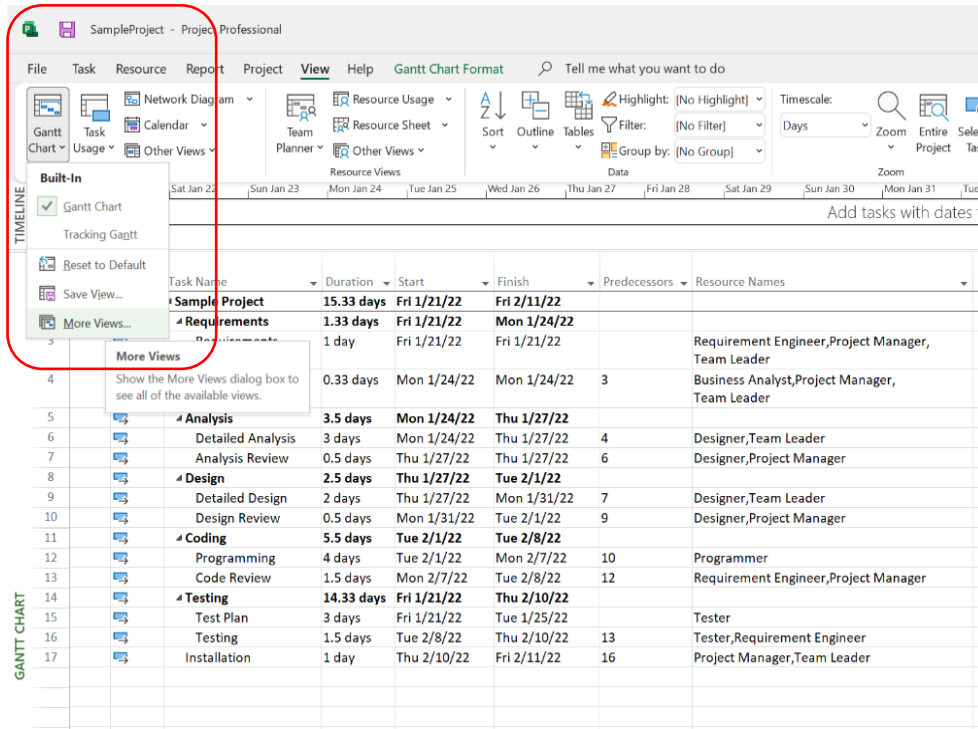 SampleProject - Project Professional
File Task Resource Report Project View Help Gantt Chart Format Tell me what you want to do
Gantt Chart
Task Usage
Network Diagram
Calendar
Other Views
Team Planner
Resource Usage
Resource Sheet
Other Views
Resource Views
Sort
Outline
Tables
Highlight: [No Highlight]
Filter: [No Filter]
Group by: [No Group]
Data
Timescale:
Days
Zoom
Entire Project
Zoom
Built-In
Gantt Chart
Tracking Gantt
Reset to Default
Save View...
More Views...
More Views
Show the More Views dialog box to
see all of the available views.
TIMELINE
Sat Jan 22 Sun Jan 23 Mon Jan 24 Tue Jan 25 Wed Jan 26 Thu Jan 27 Fri Jan 28 Sat Jan 29 Sun Jan 30 Mon Jan 31
Add tasks with dates
GANTT CHART
Task Name Duration Start Finish Predecessors Resource Names
Sample Project 15.33 days Fri 1/21/22 Fri 2/11/22
Requirements 1.33 days Fri 1/21/22 Mon 1/24/22
3 Requirements 1 day Fri 1/21/22 Fri 1/21/22 Requirement Engineer,Project Manager,
Team Leader
4 0.33 days Mon 1/24/22 Mon 1/24/22 3 Business Analyst,Project Manager,
Team Leader
5 Analysis 3.5 days Mon 1/24/22 Thu 1/27/22
6 Detailed Analysis 3 days Mon 1/24/22 Thu 1/27/22 4 Designer,Team Leader
7 Analysis Review 0.5 days Thu 1/27/22 Thu 1/27/22 6 Designer,Project Manager
8 Design 2.5 days Thu 1/27/22 Tue 2/1/22
9 Detailed Design 2 days Thu 1/27/22 Mon 1/31/22 7 Designer,Team Leader
10 Design Review 0.5 days Mon 1/31/22 Tue 2/1/22 9 Designer,Project Manager
11 Coding 5.5 days Tue 2/1/22 Tue 2/8/22
12 Programming 4 days Tue 2/1/22 Mon 2/7/22 10 Programmer
13 Code Review 1.5 days Mon 2/7/22 Tue 2/8/22 12 Requirement Engineer,Project Manager
14 Testing 14.33 days Fri 1/21/22 Thu 2/10/22
15 Test Plan 3 days Fri 1/21/22 Tue 1/25/22 Tester
16 Testing 1.5 days Tue 2/8/22 Thu 2/10/22 13 Tester,Requirement Engineer
17 Installation 1 day Thu 2/10/22 Fri 2/11/22 16 Project Manager,Team Leader